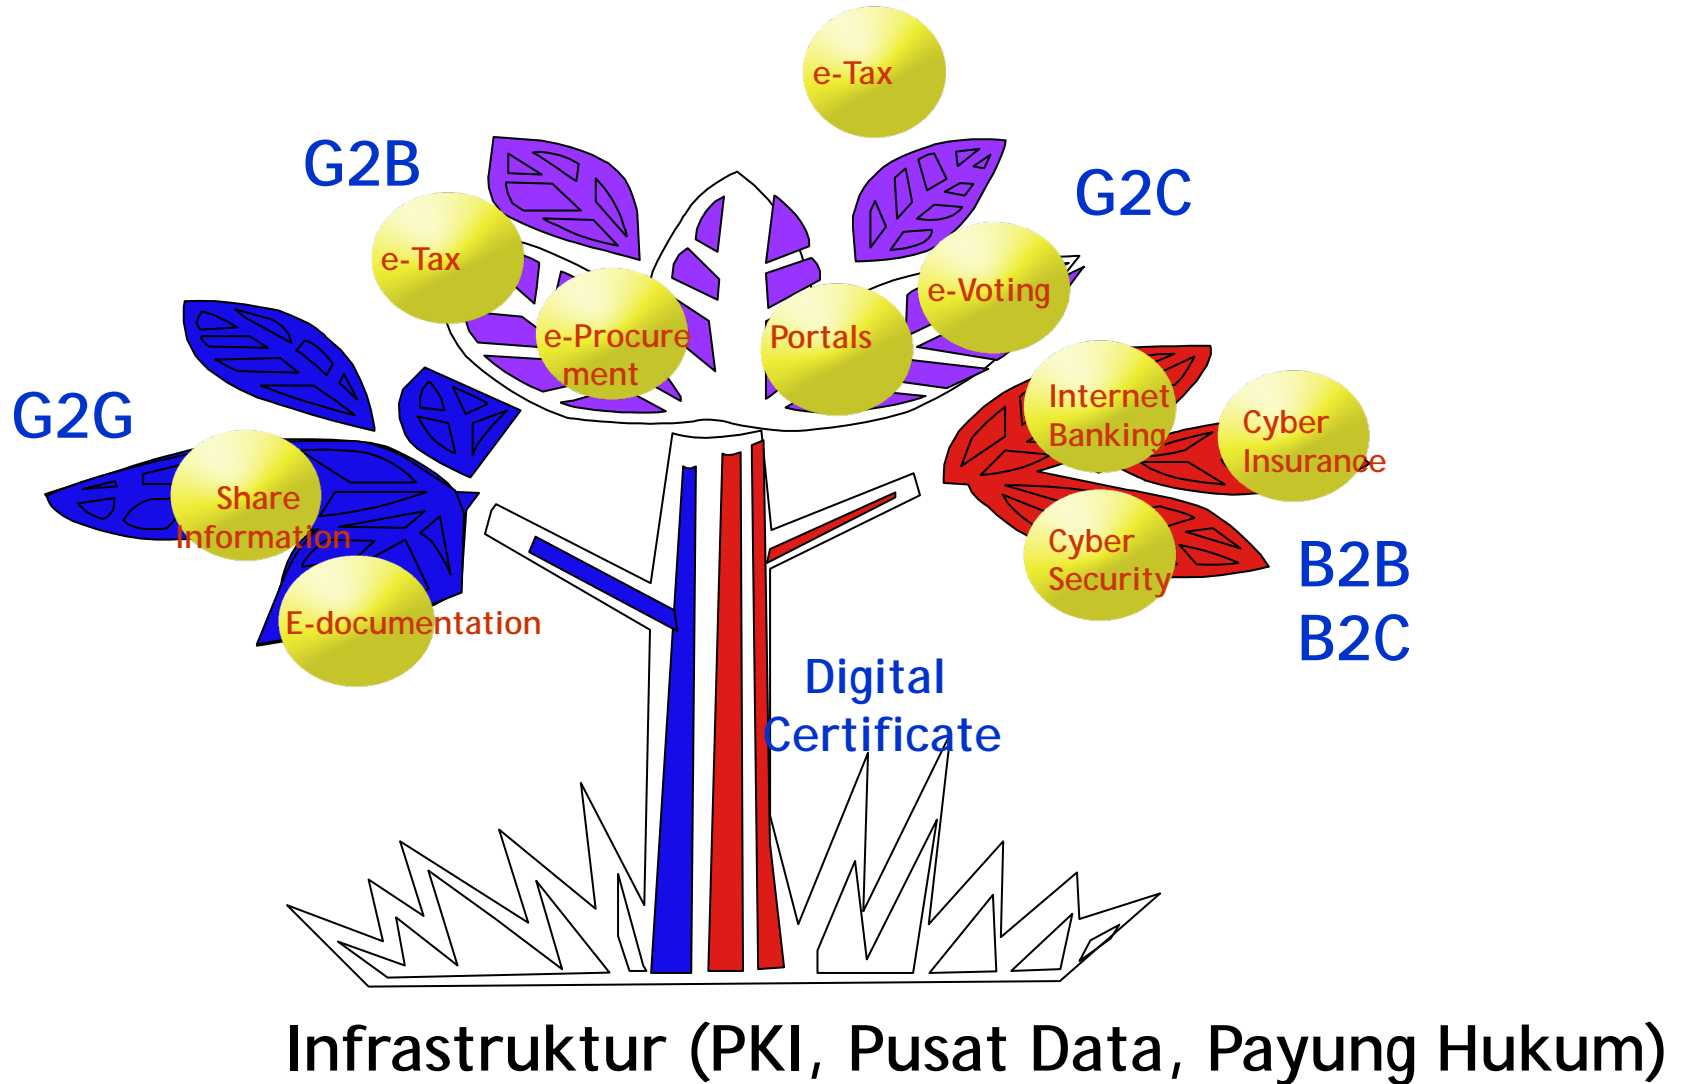 e-Tax
G2B
G2C
e-Tax
e-Voting
e-Procure
ment
Portals
G2G
Internet
Banking
Cyber
Insurance
Share
Information
Cyber
Security
B2B
B2C
E-documentation
Digital
Certificate
Infrastruktur (PKI, Pusat Data, Payung Hukum)